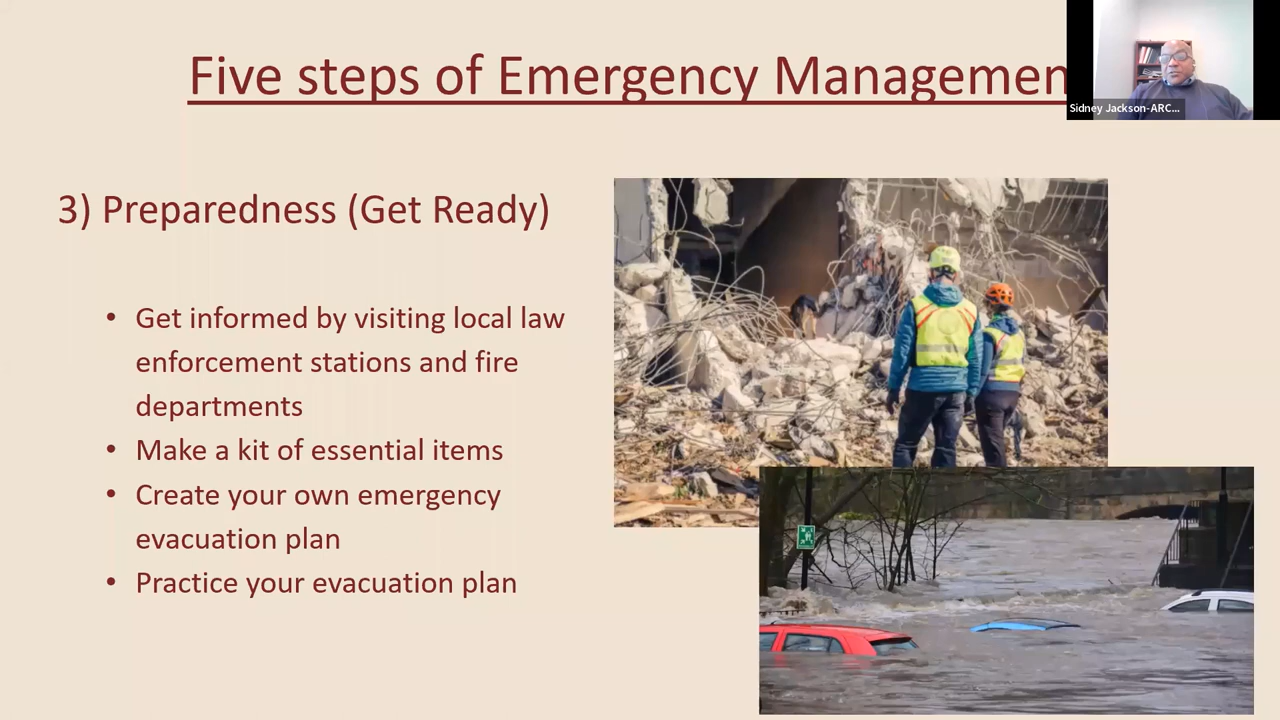 Five steps of Emergency Managemen
Sidney Jackson-ARC...
3) Preparedness (Get Ready)
• Get informed by visiting local law
enforcement stations and fire
departments
• Make a kit of essential items
• Create your own emergency
evacuation plan
• Practice your evacuation plan